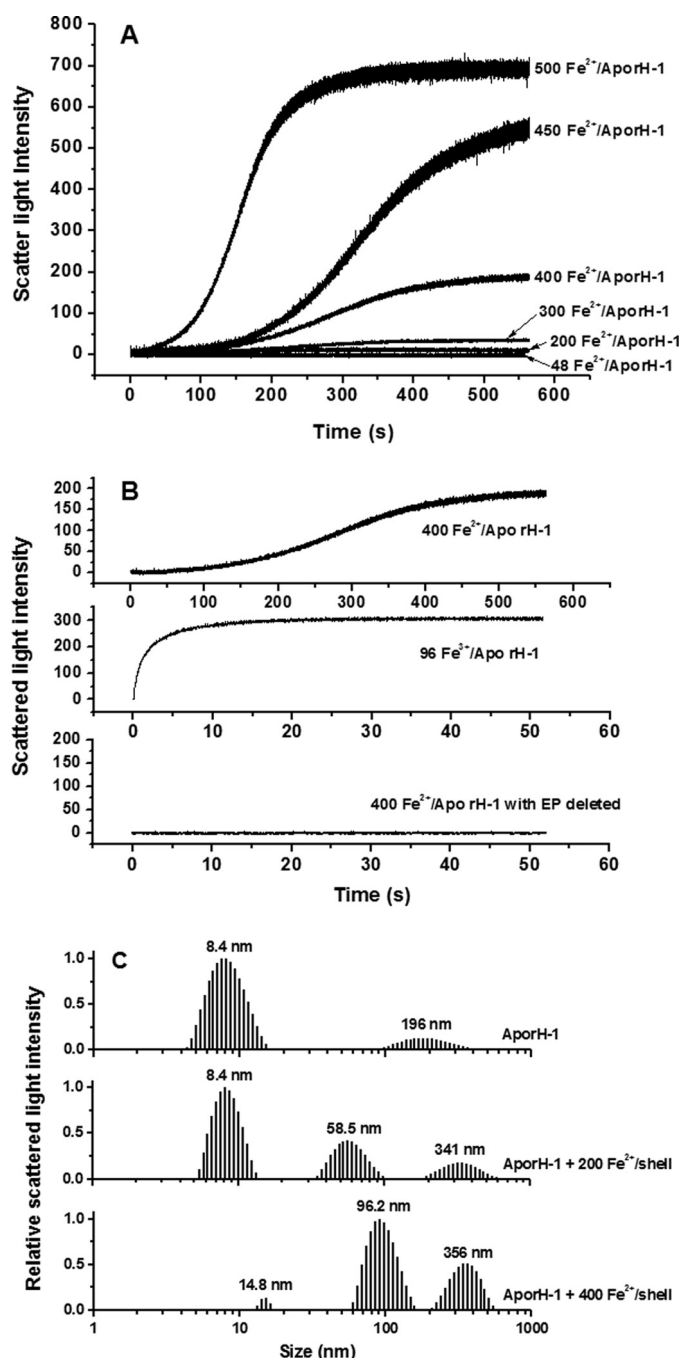 A
Scatter light Intensity
800
700
600
500
400
300
200
100
0
500 Fe²⁺/AporH-1
450 Fe²⁺/AporH-1
400 Fe²⁺/AporH-1
300 Fe²⁺/AporH-1
200 Fe²⁺/AporH-1
48 Fe²⁺/AporH-1
0 100 200 300 400 500 600
Time (s)
B
Scattered light intensity
200
150
100
50
0
400 Fe²⁺/Apo rH-1
0 100 200 300 400 500 600
300
200
100
0
96 Fe³⁺/Apo rH-1
0 10 20 30 40 50 60
200
150
100
50
0
400 Fe²⁺/Apo rH-1 with EP deleted
0 10 20 30 40 50 60
Time (s)
C
Relative scattered light intensity
8.4 nm
1.0
0.5
0.0
196 nm
AporH-1
8.4 nm
1.0
0.5
0.0
58.5 nm
341 nm
AporH-1 + 200 Fe²⁺/shell
96.2 nm
1.0
0.5
0.0
14.8 nm
356 nm
AporH-1 + 400 Fe²⁺/shell
1 10 100 1000
Size (nm)